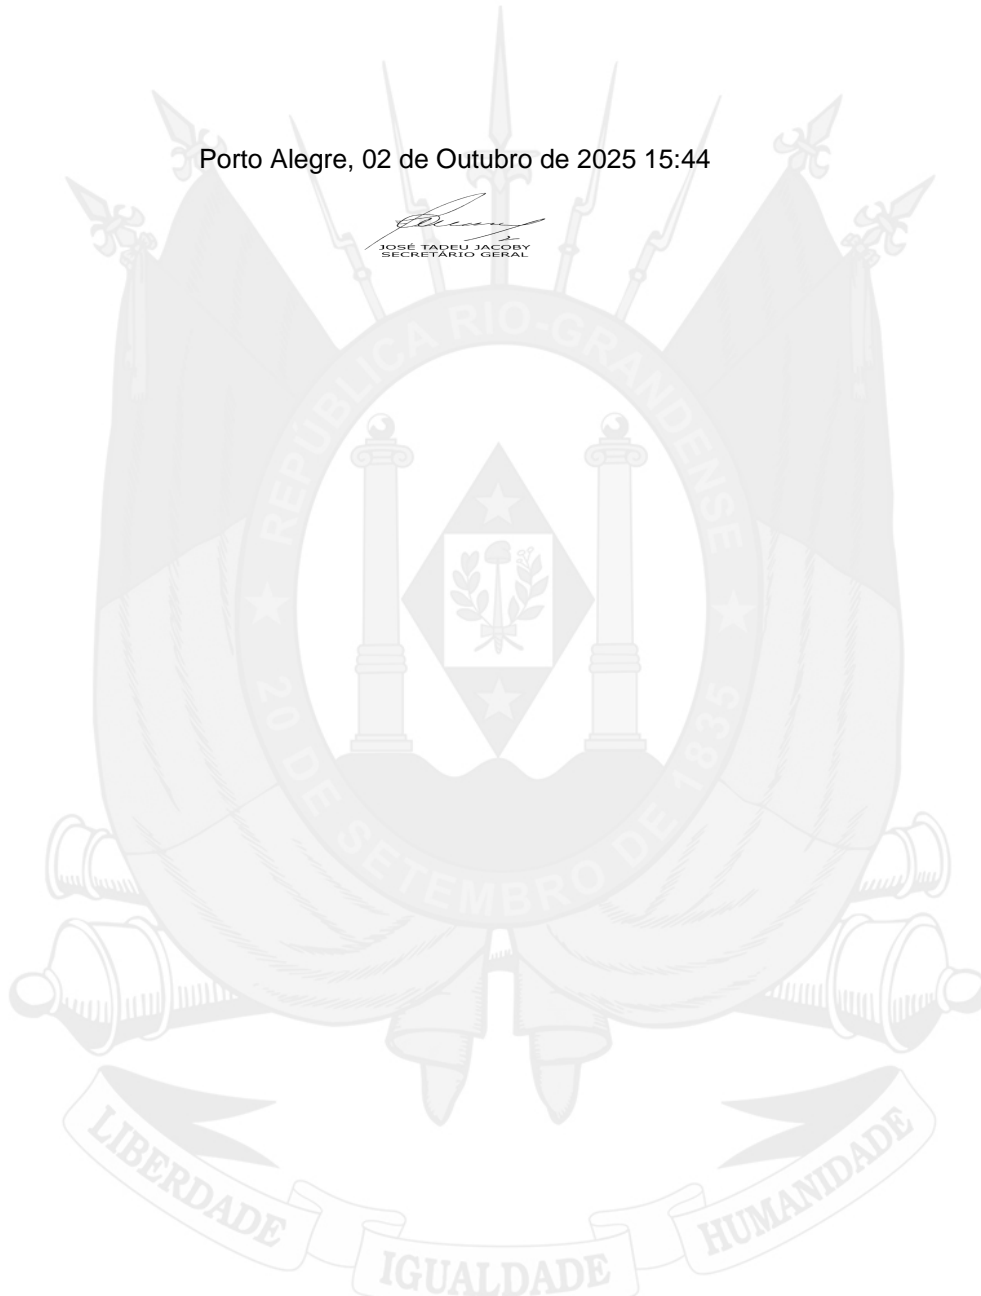 Porto Alegre, 02 de Outubro de 2025 15:44
JOSÉ TADEU JACOBY
SECRETÁRIO GERAL
REPÚBLICA RIO-GRANDENSE
20 DE SETEMBRO DE 1835
LIBERDADE
IGUALDADE
HUMANIDADE